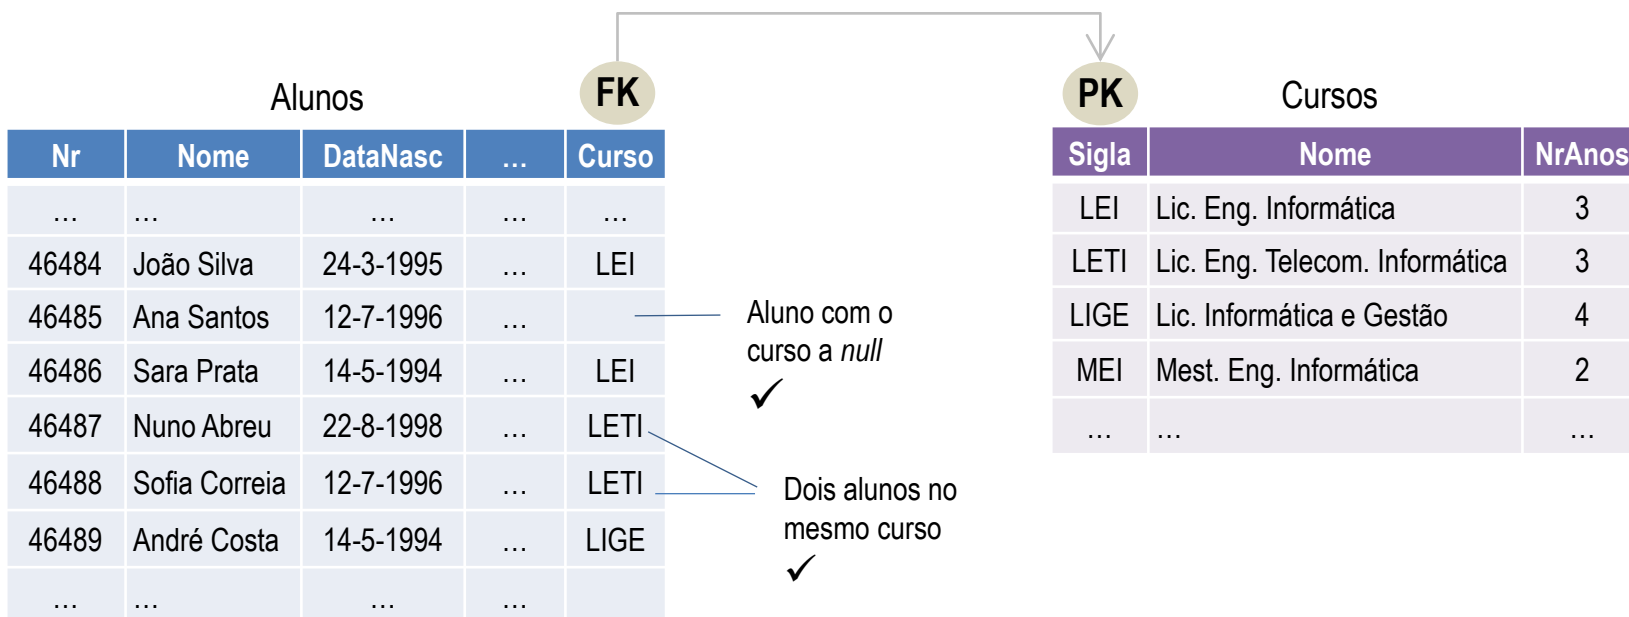 Alunos FK
Nr Nome DataNasc … Curso
… … … … …
46484 João Silva 24-3-1995 … LEI
46485 Ana Santos 12-7-1996 …
46486 Sara Prata 14-5-1994 … LEI
46487 Nuno Abreu 22-8-1998 … LETI
46488 Sofia Correia 12-7-1996 … LETI
46489 André Costa 14-5-1994 … LIGE
… … … …
Aluno com o
curso a null
✓
Dois alunos no
mesmo curso
✓
PK Cursos
Sigla Nome NrAnos
LEI Lic. Eng. Informática 3
LETI Lic. Eng. Telecom. Informática 3
LIGE Lic. Informática e Gestão 4
MEI Mest. Eng. Informática 2
… … …